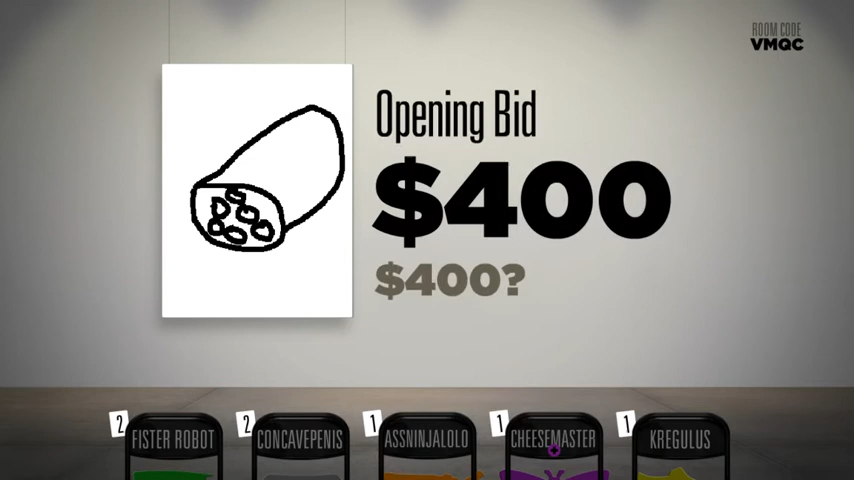 ROOM CODE
VMQC
Opening Bid
$400
$400?
2 FISTER ROBOT
2 CONCAVEPENIS
1 ASSNINJALOLO
1 CHEESEMASTER
1 KREGULUS